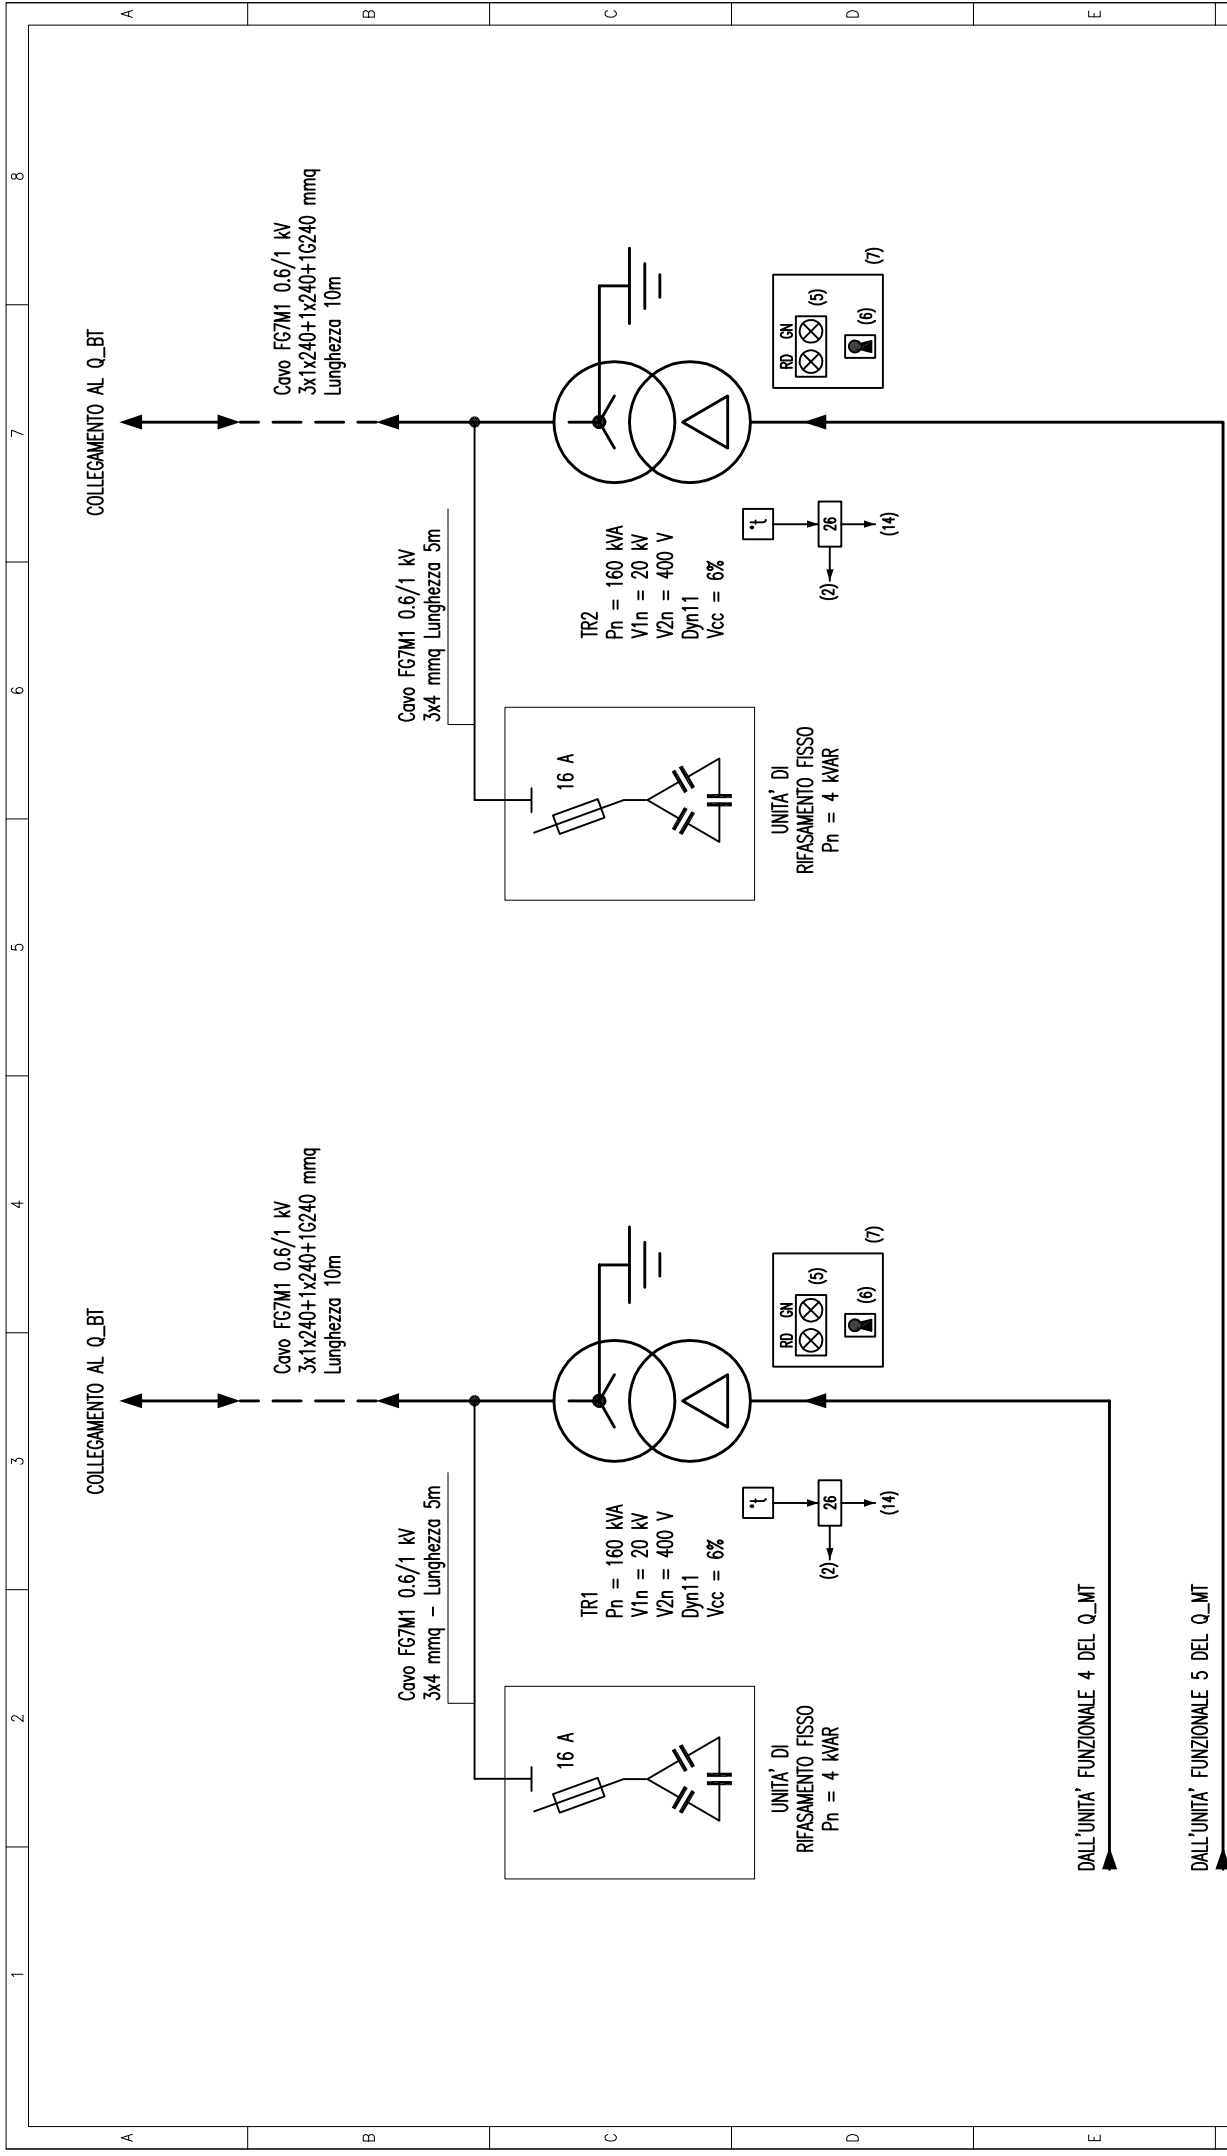 A
B
C
D
E
1
2
3
4
5
6
7
8
COLLEGAMENTO AL Q_BT
Cavo FG7M1 0.6/1 kV
3x1x240+1x240+1G240 mmq
Lunghezza 10m
Cavo FG7M1 0.6/1 kV
3x4 mmq – Lunghezza 5m
16 A
UNITA' DI
RIFASAMENTO FISSO
Pn = 4 kVAR
TR1
Pn = 160 kVA
V1n = 20 kV
V2n = 400 V
Dyn11
Vcc = 6%
°t
26
(2)
(14)
RD GN
(5)
(6)
(7)
COLLEGAMENTO AL Q_BT
Cavo FG7M1 0.6/1 kV
3x1x240+1x240+1G240 mmq
Lunghezza 10m
Cavo FG7M1 0.6/1 kV
3x4 mmq Lunghezza 5m
16 A
UNITA' DI
RIFASAMENTO FISSO
Pn = 4 kVAR
TR2
Pn = 160 kVA
V1n = 20 kV
V2n = 400 V
Dyn11
Vcc = 6%
°t
26
(2)
(14)
RD GN
(5)
(6)
(7)
DALL'UNITA' FUNZIONALE 4 DEL Q_MT
DALL'UNITA' FUNZIONALE 5 DEL Q_MT
A
B
C
D
E